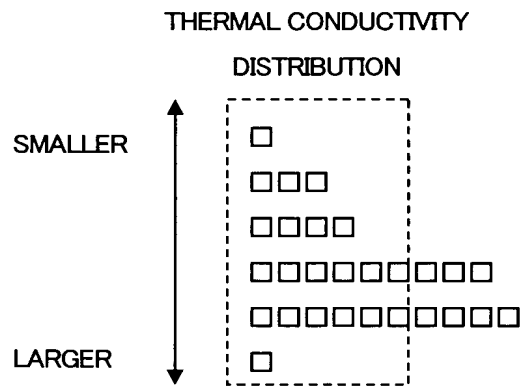 THERMAL CONDUCTIVITY
DISTRIBUTION
SMALLER
LARGER